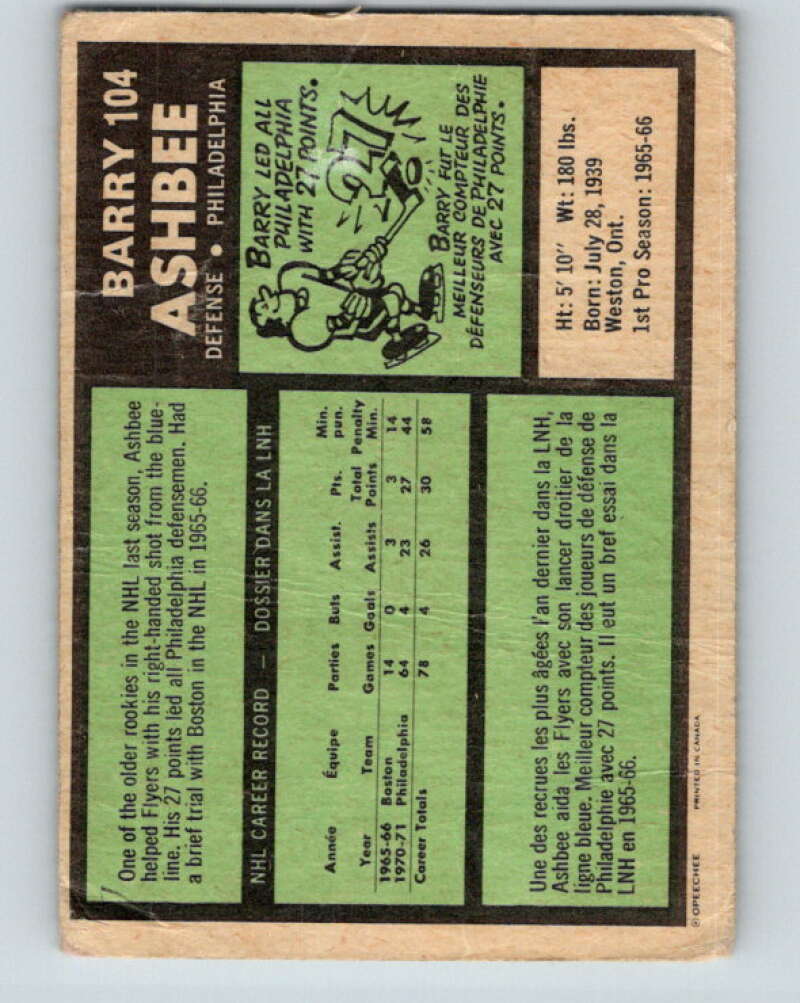 BARRY 104
ASHBEE
DEFENSE • PHILADELPHIA
One of the older rookies in the NHL last season, Ashbee
helped Flyers with his right-handed shot from the blue-
line. His 27 points led all Philadelphia defensemen. Had
a brief trial with Boston in the NHL in 1965-66.
BARRY LED ALL
PHILADELPHIA
WITH 27 POINTS.
27
BARRY FUT LE
MEILLEUR COMPTEUR DES
DÉFENSEURS DE PHILADELPHIE
AVEC 27 POINTS.
NHL CAREER RECORD — DOSSIER DANS LA LNH
Min.
Pts. pun.
Année Équipe Parties Buts Assist. Total Penalty
Year Team Games Goals Assists Points Min.
1965-66 Boston 14 0 3 3 14
1970-71 Philadelphia 64 4 23 27 44
Career Totals 78 4 26 30 58
Ht: 5' 10" Wt: 180 lbs.
Born: July 28, 1939
Weston, Ont.
1st Pro Season: 1965-66
Une des recrues les plus âgées l'an dernier dans la LNH,
Ashbee aida les Flyers avec son lancer droitier de la
ligne bleue. Meilleur compteur des joueurs de défense de
Philadelphie avec 27 points. Il eut un bref essai dans la
LNH en 1965-66.
© OPEECHEE PRINTED IN CANADA